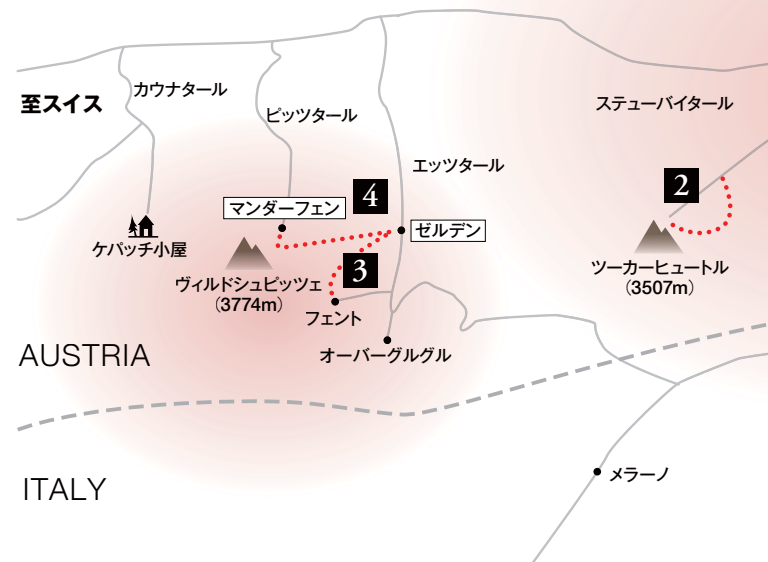 カウナタール
至スイス
ピッツタール
ステューバイタール
エッツタール
2
4
マンダーフェン
ゼルデン
ケパッチ小屋
3
ヴィルドシュピッツェ
(3774m)
ツーカーヒュートル
(3507m)
フェント
オーバーグルグル
AUSTRIA
メラーノ
ITALY